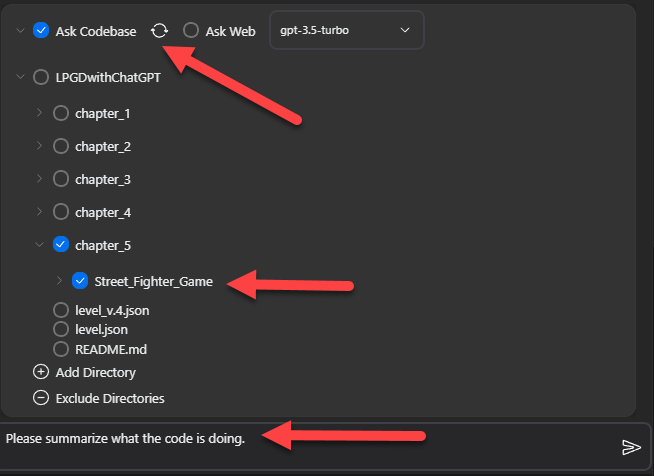 Ask Codebase Ask Web gpt-3.5-turbo
LPGDwithChatGPT
chapter_1
chapter_2
chapter_3
chapter_4
chapter_5
Street_Fighter_Game
level_v.4.json
level.json
README.md
Add Directory
Exclude Directories
Please summarize what the code is doing.